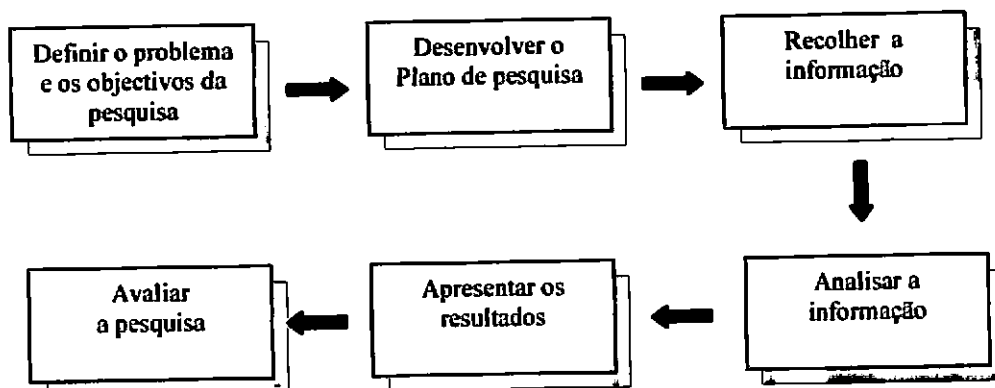 Definir o problema
e os objectivos da
pesquisa
Desenvolver o
Plano de pesquisa
Recolher a
informação
Analisar a
informação
Apresentar os
resultados
Avaliar
a pesquisa